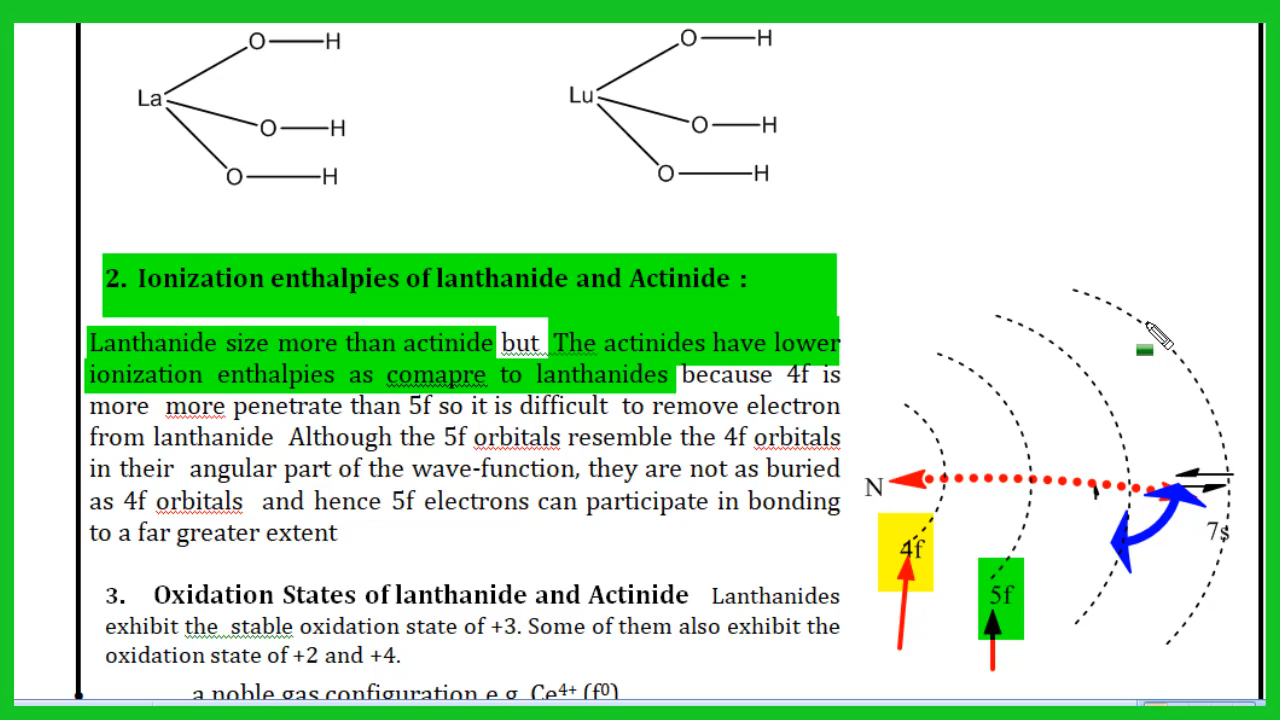 O—H
O—H
La
Lu
O—H
O—H
O—H
O—H
2. Ionization enthalpies of lanthanide and Actinide :
Lanthanide size more than actinide but The actinides have lower
ionization enthalpies as comapre to lanthanides because 4f is
more more penetrate than 5f so it is difficult to remove electron
from lanthanide Although the 5f orbitals resemble the 4f orbitals
in their angular part of the wave-function, they are not as buried
as 4f orbitals and hence 5f electrons can participate in bonding
to a far greater extent
N
7s
4f
5f
3. Oxidation States of lanthanide and Actinide Lanthanides
exhibit the stable oxidation state of +3. Some of them also exhibit the
oxidation state of +2 and +4.
a noble gas configuration e.g. Ce⁴⁺ (f⁰)